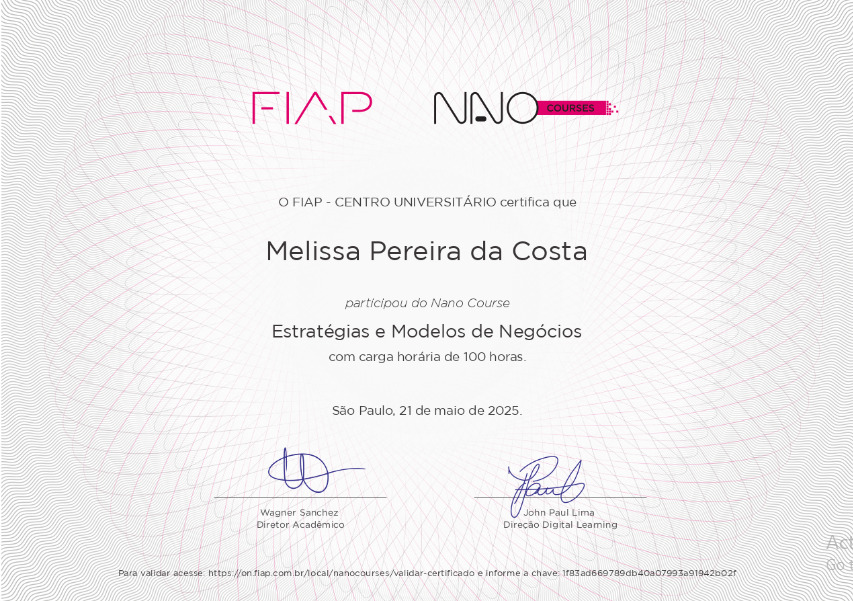 FIAP NANO COURSES
O FIAP - CENTRO UNIVERSITÁRIO certifica que
Melissa Pereira da Costa
participou do Nano Course
Estratégias e Modelos de Negócios
com carga horária de 100 horas.
São Paulo, 21 de maio de 2025.
Wagner Sanchez
Diretor Acadêmico
John Paul Lima
Direção Digital Learning
Act
Go t
Para validar acesse: https://on.fiap.com.br/local/nanocourses/validar-certificado e informe a chave: 1f83ad669789db40a07993a91942b02f